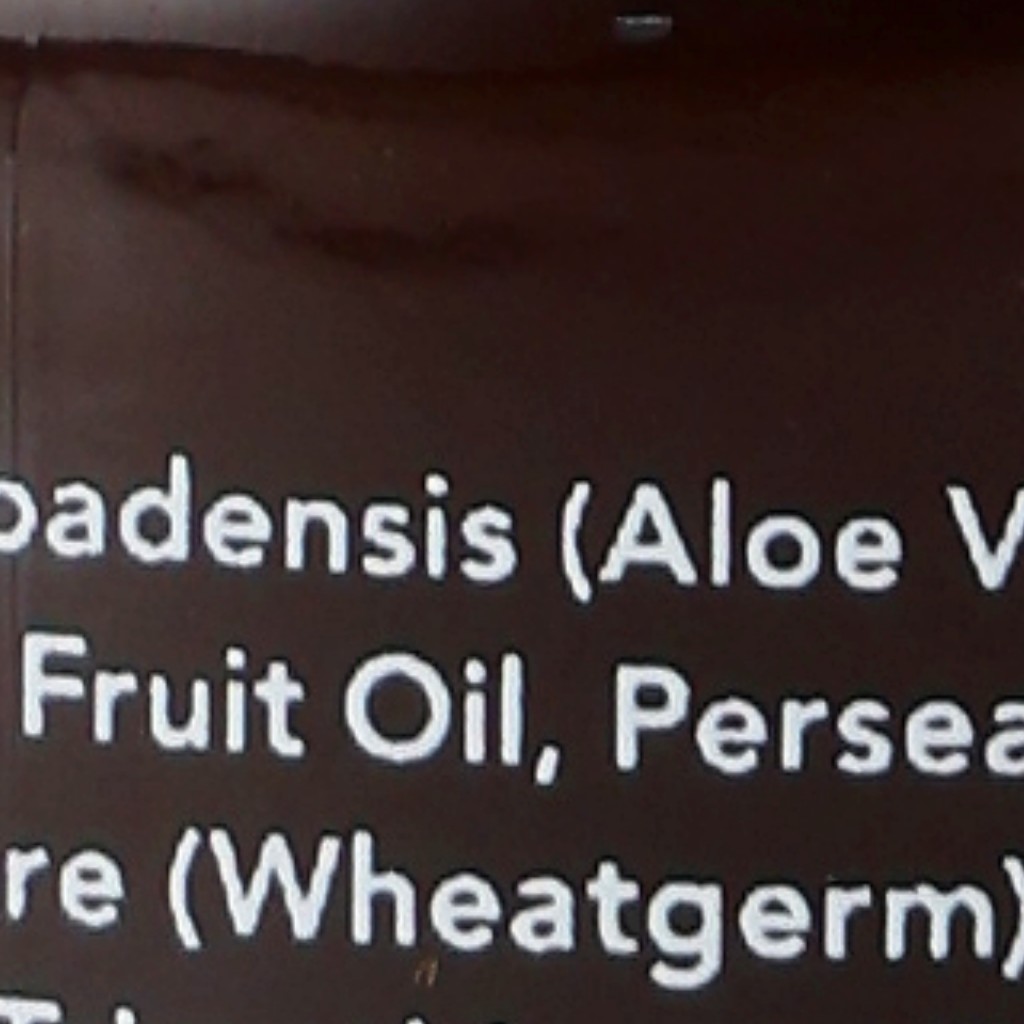 badensis (Aloe V
Fruit Oil, Persea
re (Wheatgerm)